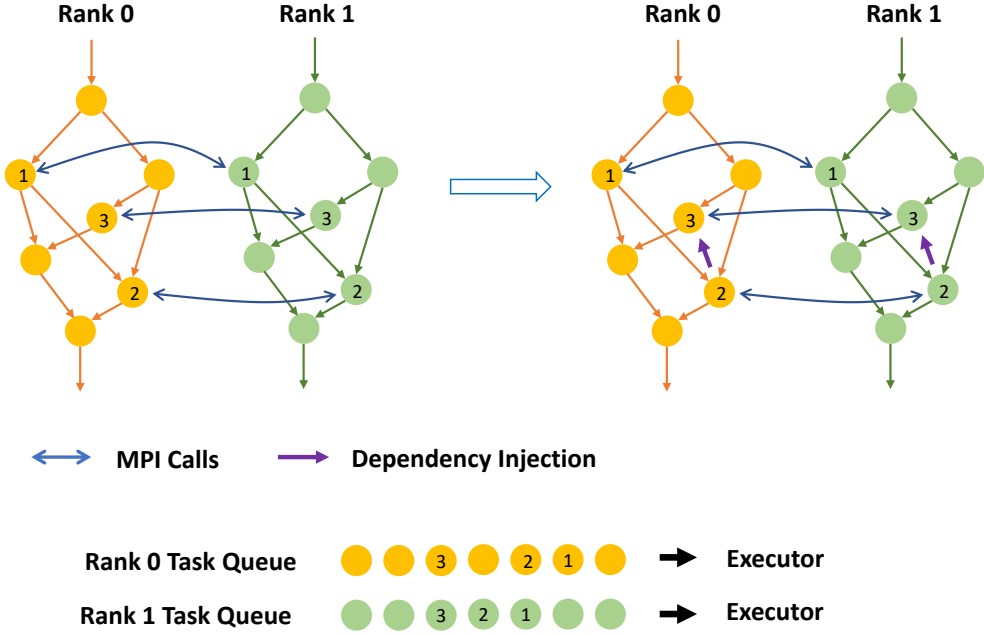 Rank 0
Rank 1
Rank 0
Rank 1
1
1
3
3
2
2
1
1
3
3
2
2
MPI Calls
Dependency Injection
Rank 0 Task Queue
3 2 1
Executor
Rank 1 Task Queue
3 2 1
Executor